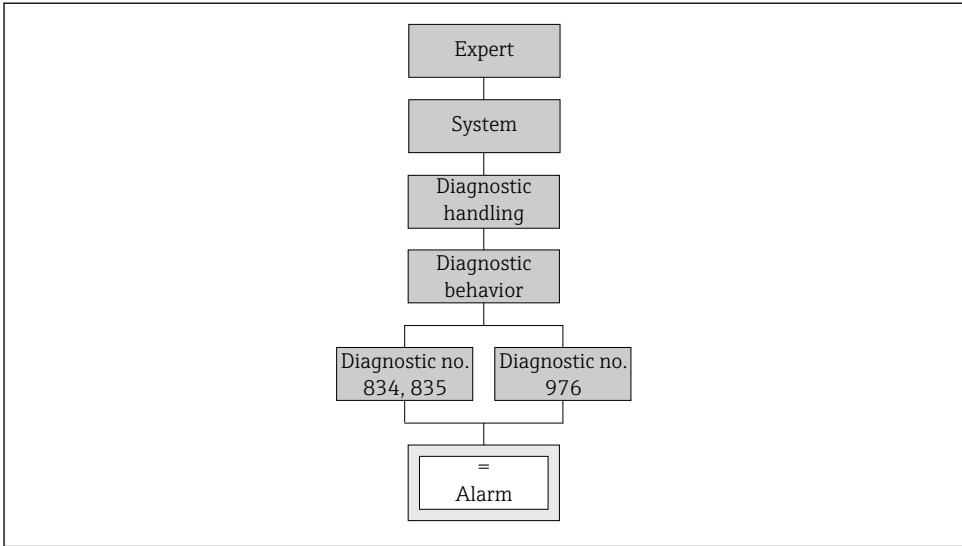 Expert
System
Diagnostic
handling
Diagnostic
behavior
Diagnostic no.
834, 835
Diagnostic no.
976
=
Alarm